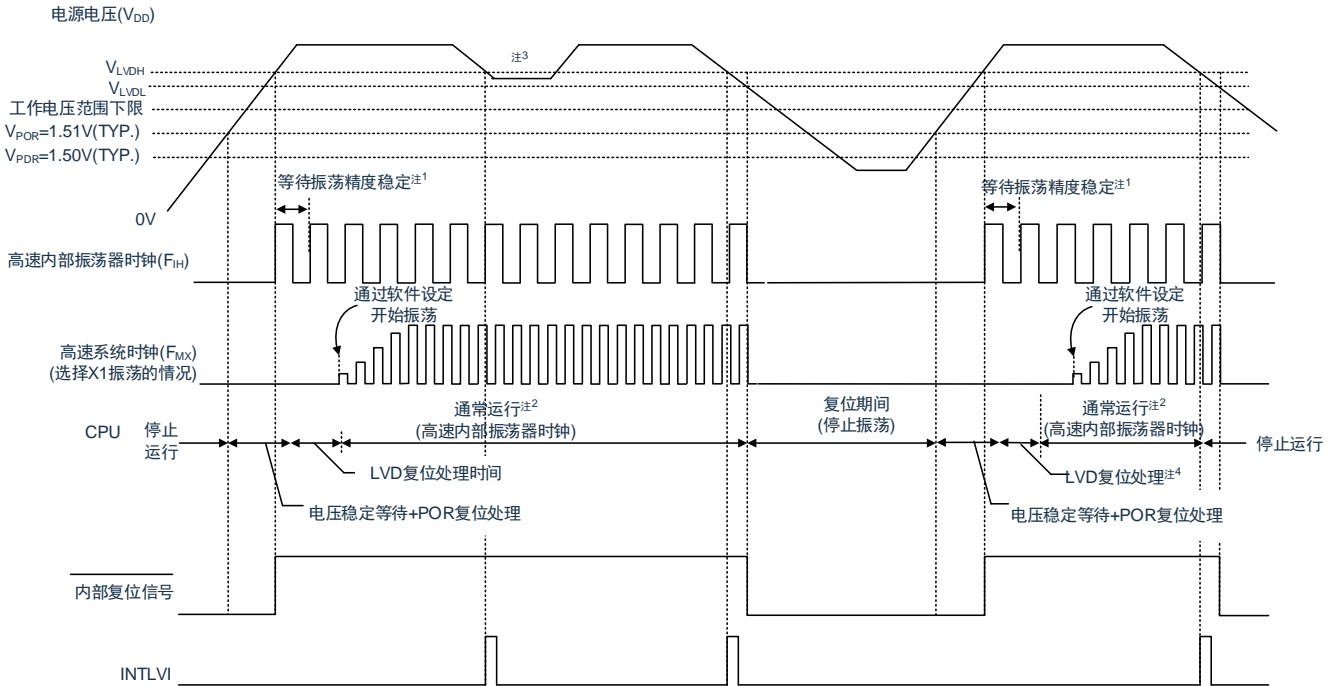 电源电压(VDD)
注3
VLVDH
VLVDL
工作电压范围下限
VPOR=1.51V(TYP.)
VPDR=1.50V(TYP.)
等待振荡精度稳定注1
等待振荡精度稳定注1
0V
高速内部振荡器时钟(FIH)
通过软件设定
开始振荡
通过软件设定
开始振荡
高速系统时钟(FMX)
(选择X1振荡的情况)
通常运行注2
(高速内部振荡器时钟)
复位期间
(停止振荡)
通常运行注2
(高速内部振荡器时钟)
CPU
停止
运行
停止运行
LVD复位处理时间
LVD复位处理注4
电压稳定等待+POR复位处理
电压稳定等待+POR复位处理
内部复位信号
INTLVI